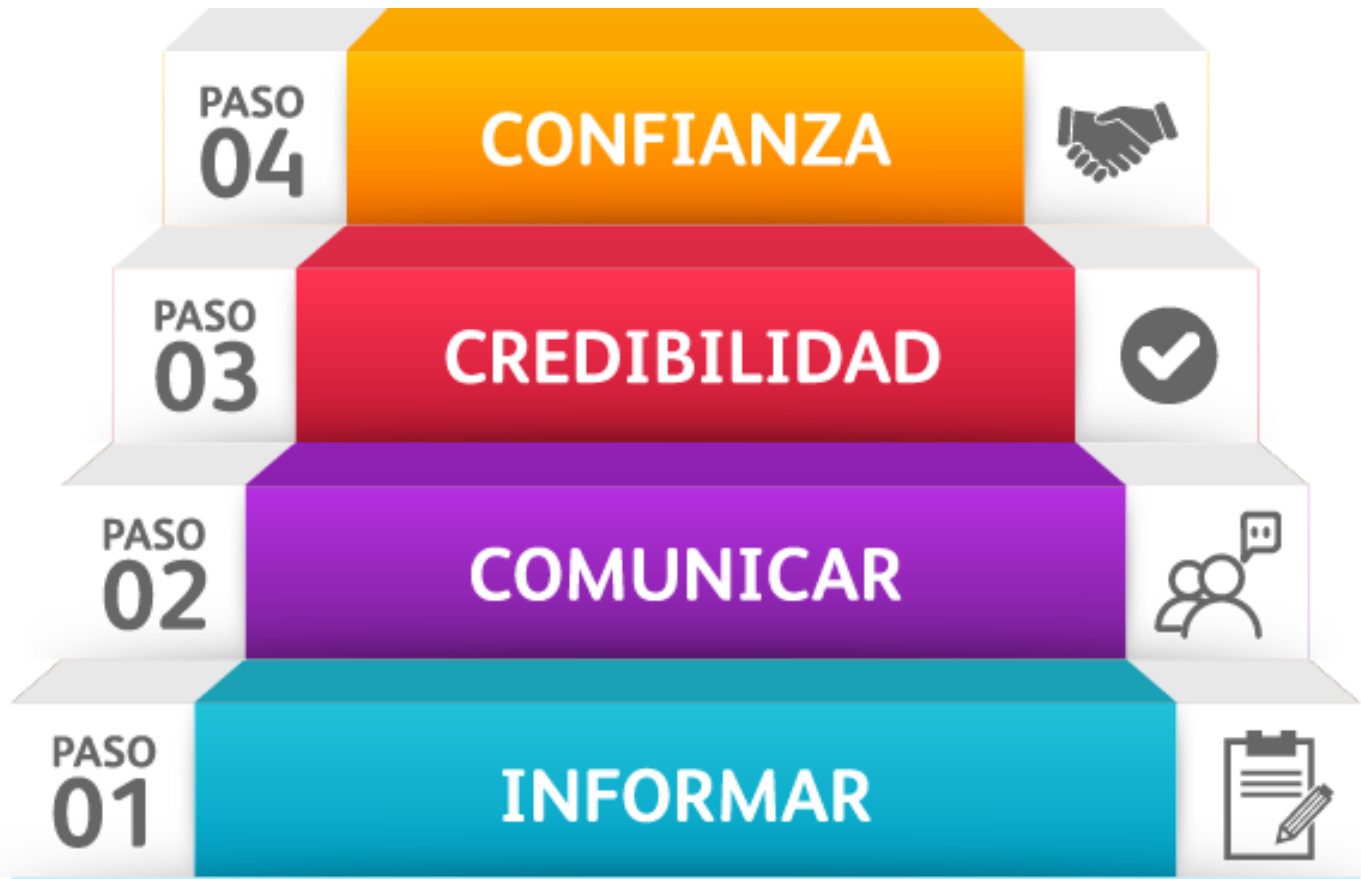 PASO
04
CONFIANZA
PASO
03
CREDIBILIDAD
PASO
02
COMUNICAR
PASO
01
INFORMAR